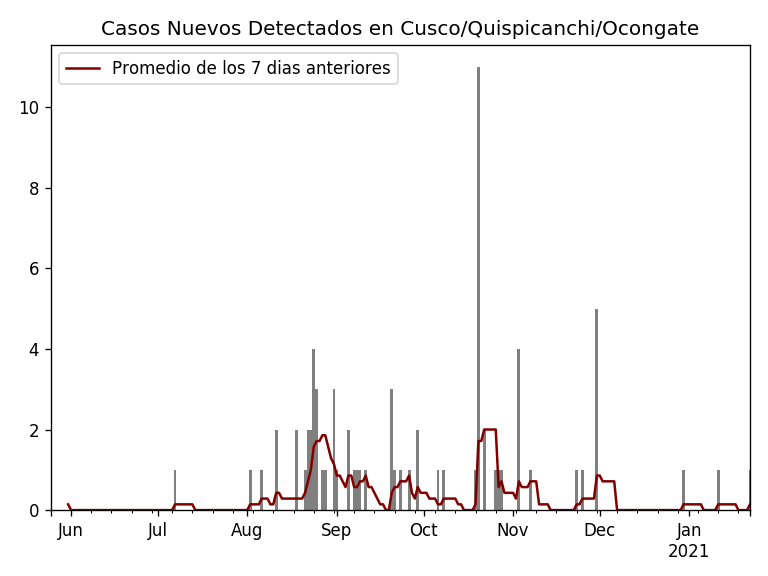 Casos Nuevos Detectados en Cusco/Quispicanchi/Ocongate
Promedio de los 7 dias anteriores
10
8
6
4
2
0
Jun Jul Aug Sep Oct Nov Dec Jan
2021